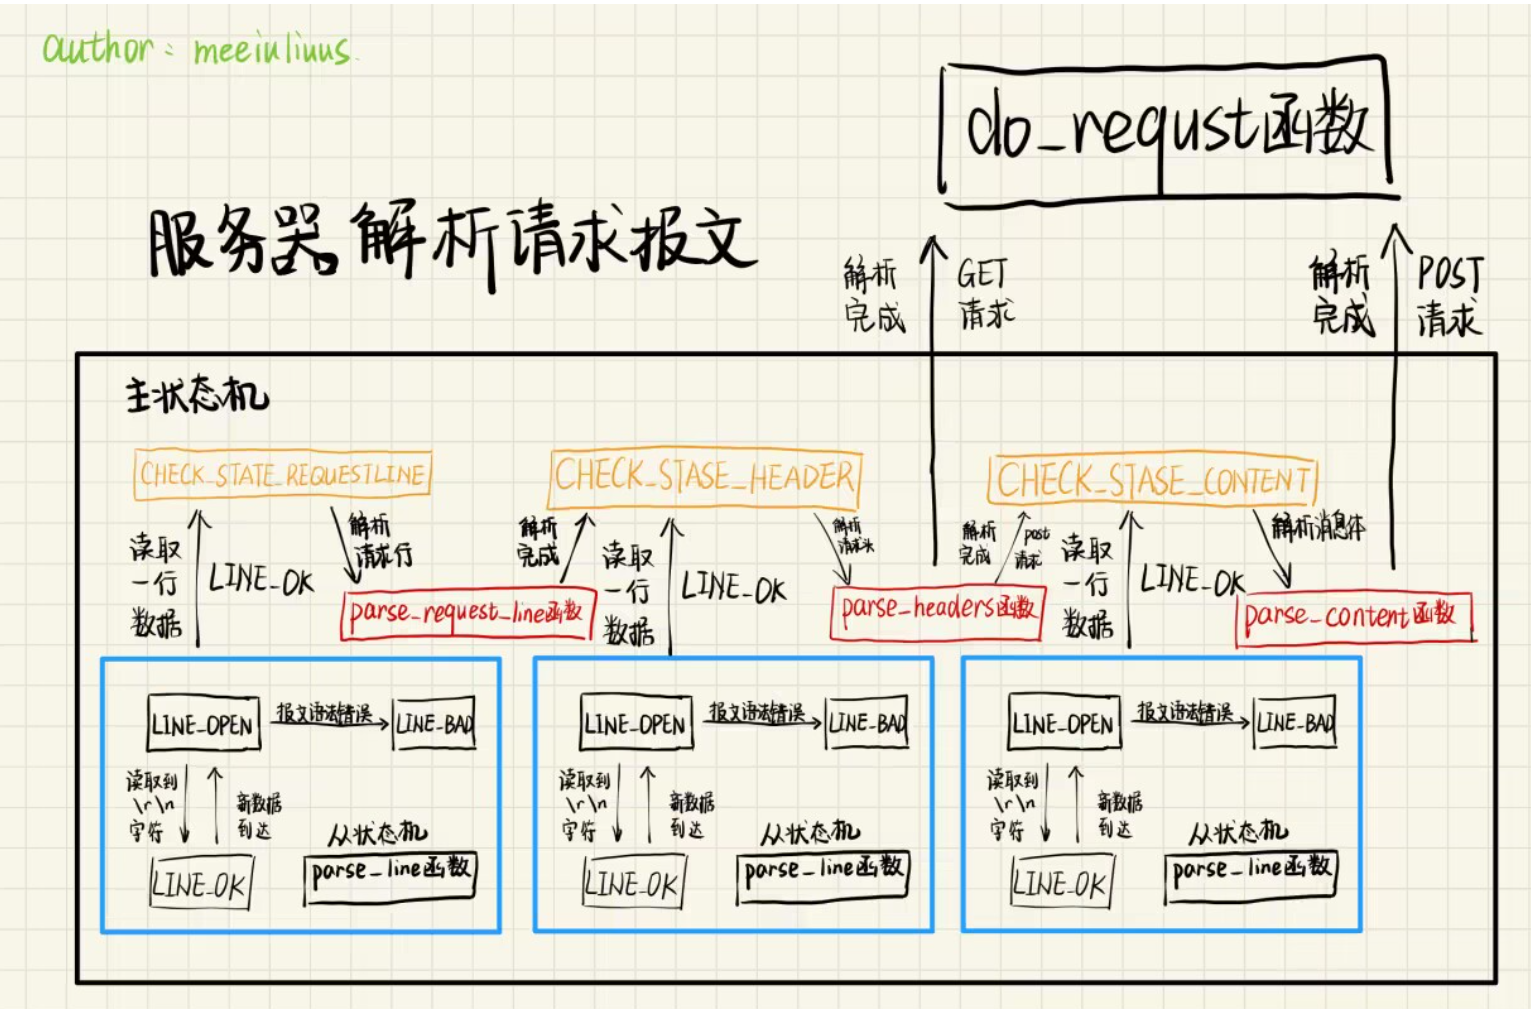 author: meeiuliuus.
do_requst函数
服务器解析请求报文
解析
完成
GET
请求
解析
完成
POST
请求
主状态机
CHECK_STATE_REQUESTLINE
CHECK_STASE_HEADER
CHECK_STASE_CONTENT
读取
一行
数据
LINE_OK
解析
请求行
解析
完成
读取
一行
数据
LINE_OK
解析
请求头
解析
完成
post
请求
读取
一行
数据
LINE_OK
解析消息体
parse_request_line函数
parse_headers函数
parse_content函数
LINE_OPEN
报文语法错误
LINE_BAD
读取到
\r\n
字符
新数据
到达
从状态机
LINE_OK
parse_line函数
LINE_OPEN
报文语法错误
LINE_BAD
读取到
\r\n
字符
新数据
到达
从状态机
LINE_OK
parse_line函数
LINE_OPEN
报文语法错误
LINE_BAD
读取到
\r\n
字符
新数据
到达
从状态机
LINE_OK
parse_line函数